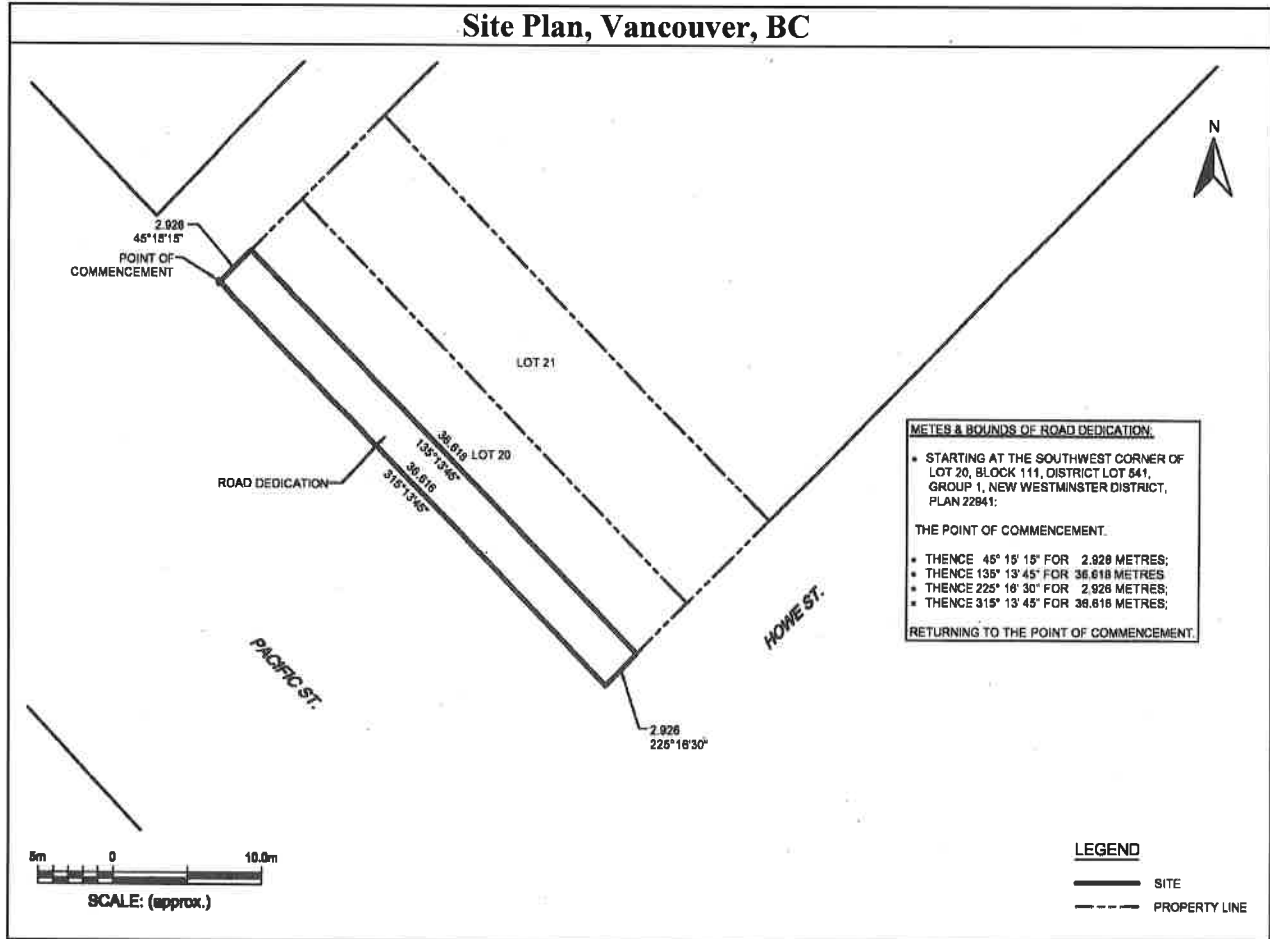 Site Plan, Vancouver, BC
N
2.926
45°15'15"
POINT OF
COMMENCEMENT
LOT 21
36.618
135°13'45"
LOT 20
36.616
315°13'45"
ROAD DEDICATION
METES & BOUNDS OF ROAD DEDICATION:
• STARTING AT THE SOUTHWEST CORNER OF
LOT 20, BLOCK 111, DISTRICT LOT 541,
GROUP 1, NEW WESTMINSTER DISTRICT,
PLAN 22941;
THE POINT OF COMMENCEMENT.
• THENCE 45° 15' 15" FOR 2.926 METRES;
• THENCE 135° 13' 45" FOR 36.618 METRES
• THENCE 225° 16' 30" FOR 2.926 METRES;
• THENCE 315° 13' 45" FOR 36.616 METRES;
RETURNING TO THE POINT OF COMMENCEMENT.
HOWE ST.
PACIFIC ST.
2.926
225°16'30"
5m 0 10.0m
SCALE: (approx.)
LEGEND
SITE
PROPERTY LINE